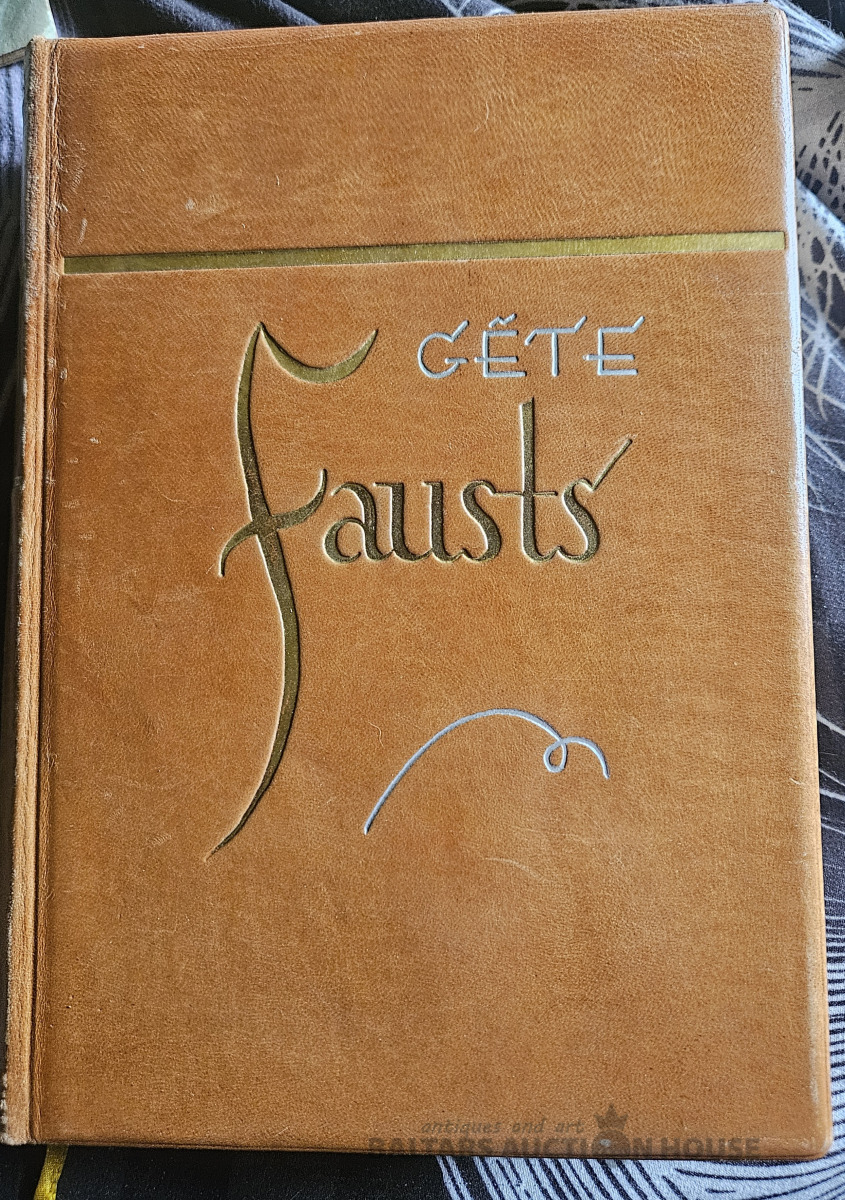 GĒTE
Fausts
antiques and art
BALTARS AUCTION HOUSE